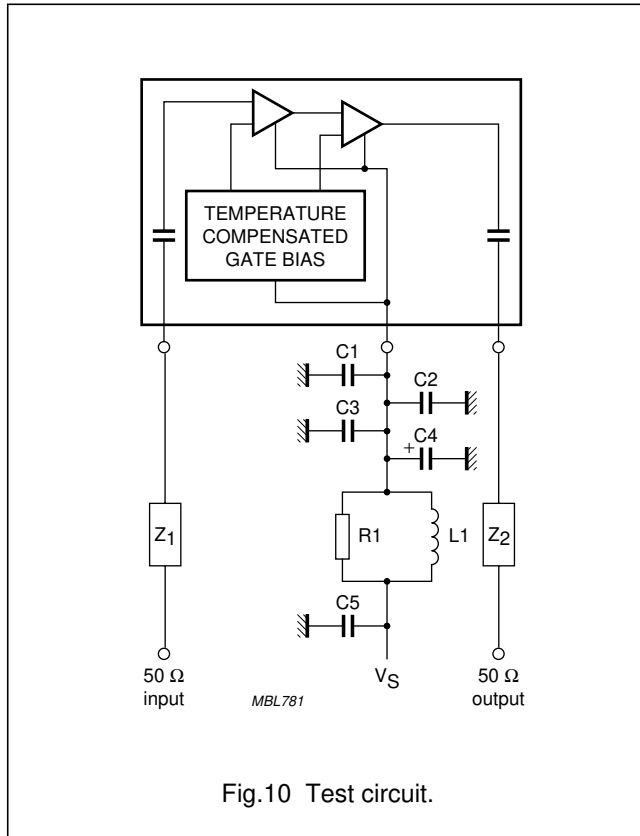 TEMPERATURE
COMPENSATED
GATE BIAS
C1
C2
C3
+ C4
Z1
R1
L1
Z2
C5
50 Ω
input
MBL781
VS
50 Ω
output
Fig.10 Test circuit.